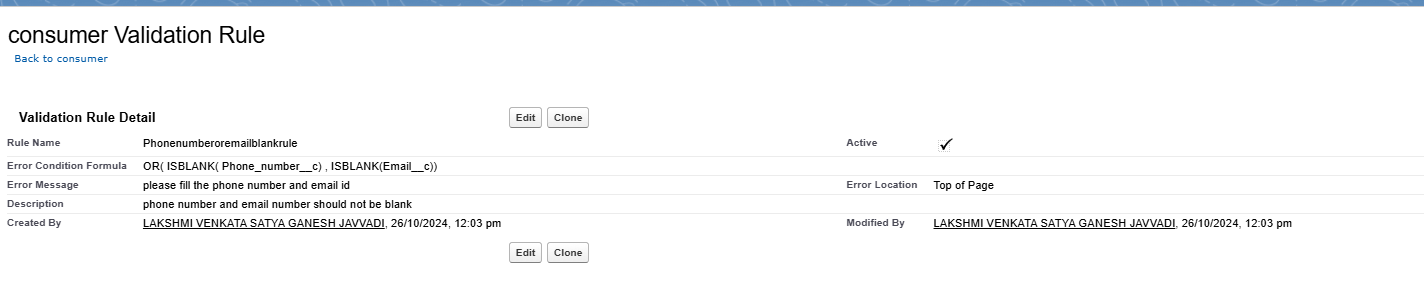 consumer Validation Rule
Back to consumer
Validation Rule Detail Edit Clone
Rule Name Phonenumberoremailblankrule Active
Error Condition Formula OR( ISBLANK( Phone_number__c) , ISBLANK(Email__c))
Error Message please fill the phone number and email id Error Location Top of Page
Description phone number and email number should not be blank
Created By LAKSHMI VENKATA SATYA GANESH JAVVADI, 26/10/2024, 12:03 pm Modified By LAKSHMI VENKATA SATYA GANESH JAVVADI, 26/10/2024, 12:03 pm
Edit Clone